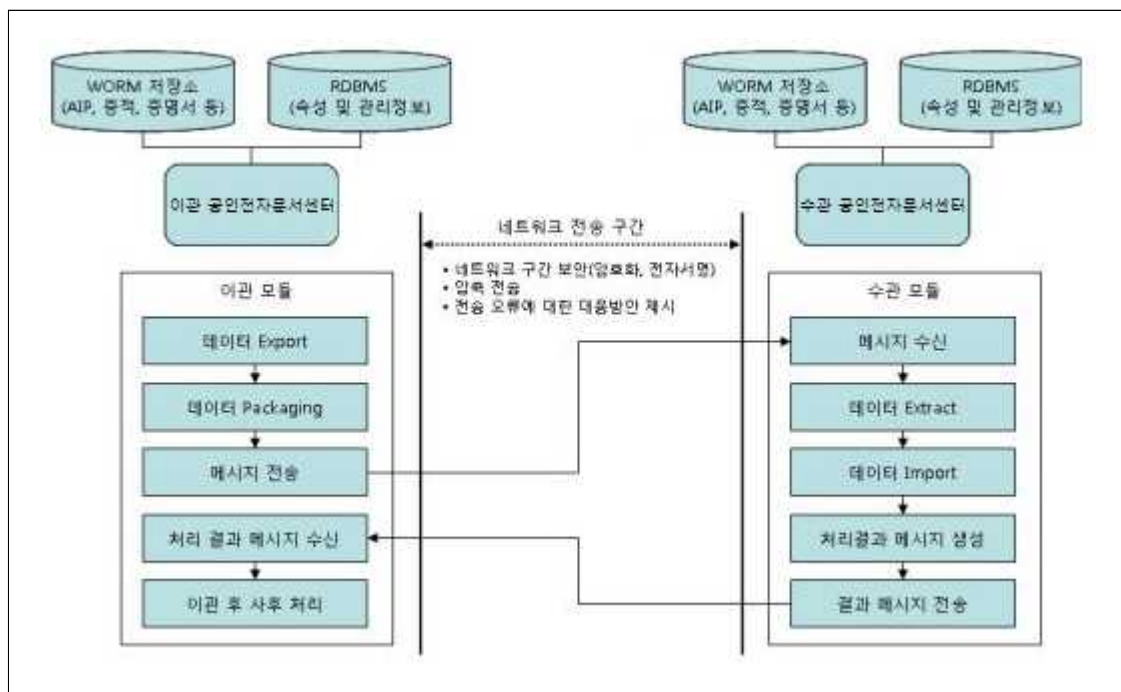 WORM 저장소
(AIP, 증적, 증명서 등)
RDBMS
(속성 및 관리정보)
WORM 저장소
(AIP, 증적, 증명서 등)
RDBMS
(속성 및 관리정보)
이관 공인전자문서센터
수관 공인전자문서센터
네트워크 전송 구간
• 네트워크 구간 보안(암호화, 전자서명)
• 압축 전송
• 전송 오류에 대한 대응방안 제시
이관 모듈
데이터 Export
데이터 Packaging
메시지 전송
처리 결과 메시지 수신
이관 후 사후 처리
수관 모듈
메시지 수신
데이터 Extract
데이터 Import
처리결과 메시지 생성
결과 메시지 전송